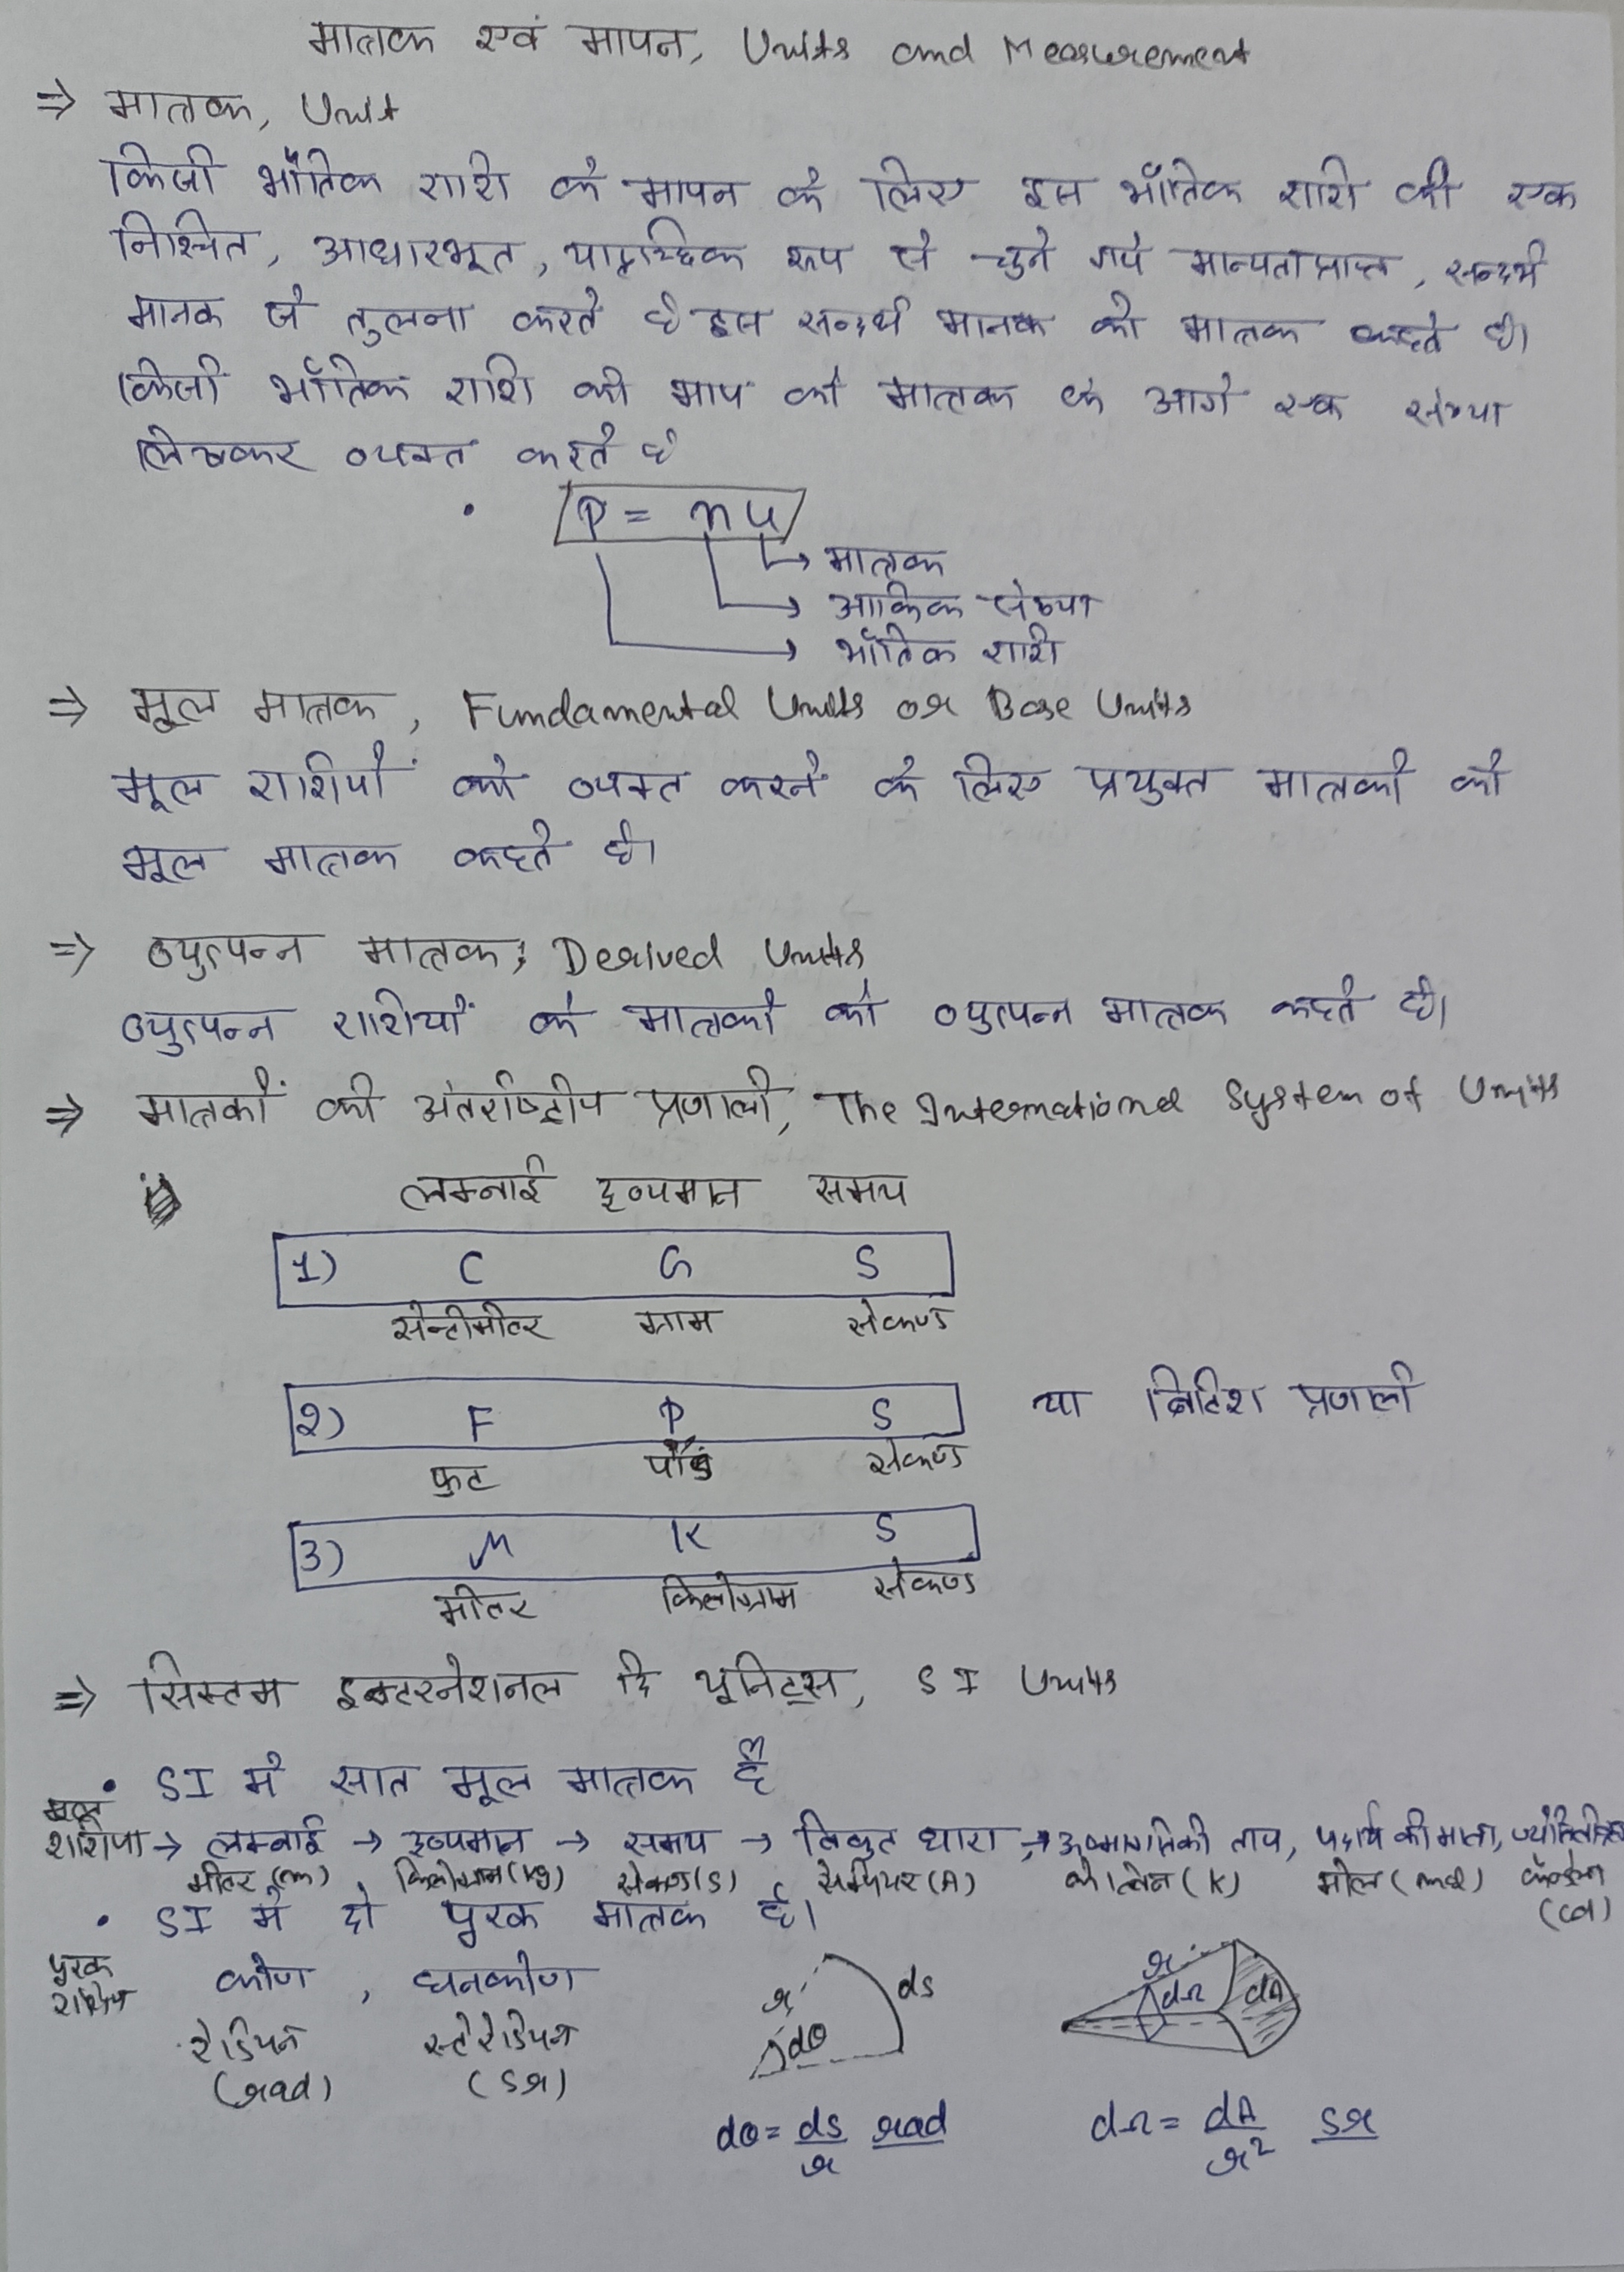 मात्रक एवं मापन, Units and Measurement
⇒ मात्रक, Unit
किसी भौतिक राशि के मापन के लिए इस भौतिक राशि की एक
निश्चित, आधारभूत, यादृच्छिक रूप से चुने गये मान्यताप्राप्त, सन्दर्भ
मानक से तुलना करते है इस सन्दर्भ मानक को मात्रक कहते है।
किसी भौतिक राशि की माप को मात्रक के आगे एक संख्या
लिखकर व्यक्त करते है
• P = nu
→ मात्रक
→ आंकिक संख्या
→ भौतिक राशि
⇒ मूल मात्रक, Fundamental Units or Base Units
मूल राशियों को व्यक्त करने के लिए प्रयुक्त मात्रकों को
मूल मात्रक कहते है।
⇒ व्युत्पन्न मात्रक, Derived Units
व्युत्पन्न राशियों के मात्रकों को व्युत्पन्न मात्रक कहते है।
⇒ मात्रकों की अंतर्राष्ट्रीय प्रणाली, The International System of Units
लम्बाई द्रव्यमान समय
1) C G S
सेन्टीमीटर ग्राम सेकण्ड
2) F P S या ब्रिटिश प्रणाली
फुट पौंड सेकण्ड
3) M K S
मीटर किलोग्राम सेकण्ड
⇒ सिस्टम इन्टरनेशनल दि यूनिट्स, SI Units
• SI में सात मूल मात्रक हैं
मूल
राशियां → लम्बाई → द्रव्यमान → समय → विद्युत धारा, → ऊष्मागतिकी ताप, पदार्थ की मात्रा, ज्योति तीव्रता
मीटर (m) किलोग्राम (kg) सेकण्ड (s) ऐम्पियर (A) केल्विन (K) मोल (mol) कैंडेला
(cd)
• SI में दो पूरक मात्रक है।
पूरक
राशियां कोण, घनकोण
रेडियन स्टेरेडियन
(rad) (sr)
r dθ ds
r dΩ dA
dθ = ds/r rad dΩ = dA/r² sr